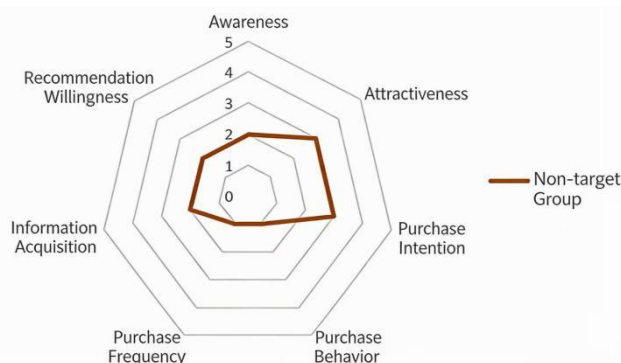 Awareness
5
4
3
2
1
0
Recommendation
Willingness
Attractiveness
Non-target
Group
Information
Acquisition
Purchase
Intention
Purchase
Frequency
Purchase
Behavior